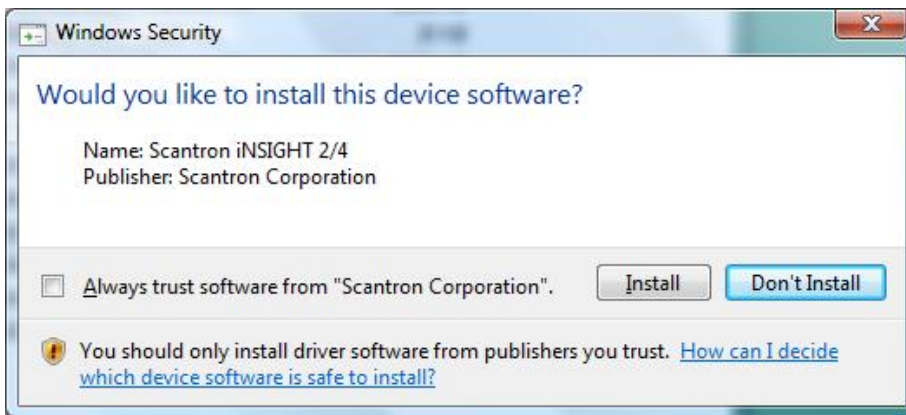 Windows Security
Would you like to install this device software?
Name: Scantron iNSIGHT 2/4
Publisher: Scantron Corporation
Always trust software from "Scantron Corporation".
Install
Don't Install
You should only install driver software from publishers you trust. How can I decide
which device software is safe to install?